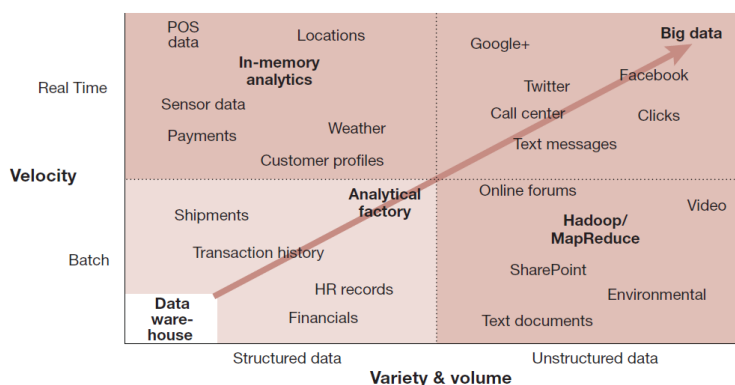 POS
data
Locations
Google+
Big data
In-memory
analytics
Facebook
Real Time
Twitter
Sensor data
Call center
Clicks
Payments
Weather
Text messages
Customer profiles
Velocity
Online forums
Analytical
factory
Video
Shipments
Hadoop/
MapReduce
Transaction history
Batch
SharePoint
HR records
Environmental
Data
ware-
house
Financials
Text documents
Structured data
Unstructured data
Variety & volume